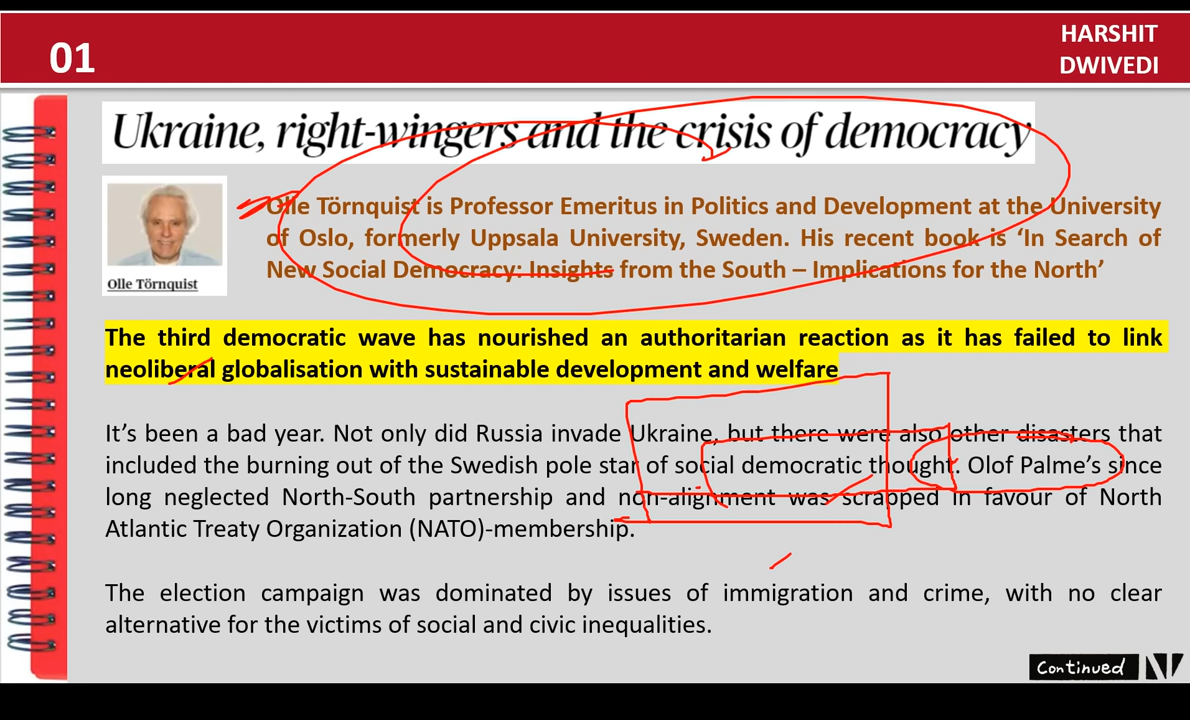 01
HARSHIT
DWIVEDI
Ukraine, right-wingers and the crisis of democracy
Olle Törnquist is Professor Emeritus in Politics and Development at the University
of Oslo, formerly Uppsala University, Sweden. His recent book is ‘In Search of
New Social Democracy: Insights from the South – Implications for the North’
Olle Törnquist
The third democratic wave has nourished an authoritarian reaction as it has failed to link
neoliberal globalisation with sustainable development and welfare
It’s been a bad year. Not only did Russia invade Ukraine, but there were also other disasters that
included the burning out of the Swedish pole star of social democratic thought. Olof Palme’s since
long neglected North-South partnership and non-alignment was scrapped in favour of North
Atlantic Treaty Organization (NATO)-membership.
The election campaign was dominated by issues of immigration and crime, with no clear
alternative for the victims of social and civic inequalities.
Continued